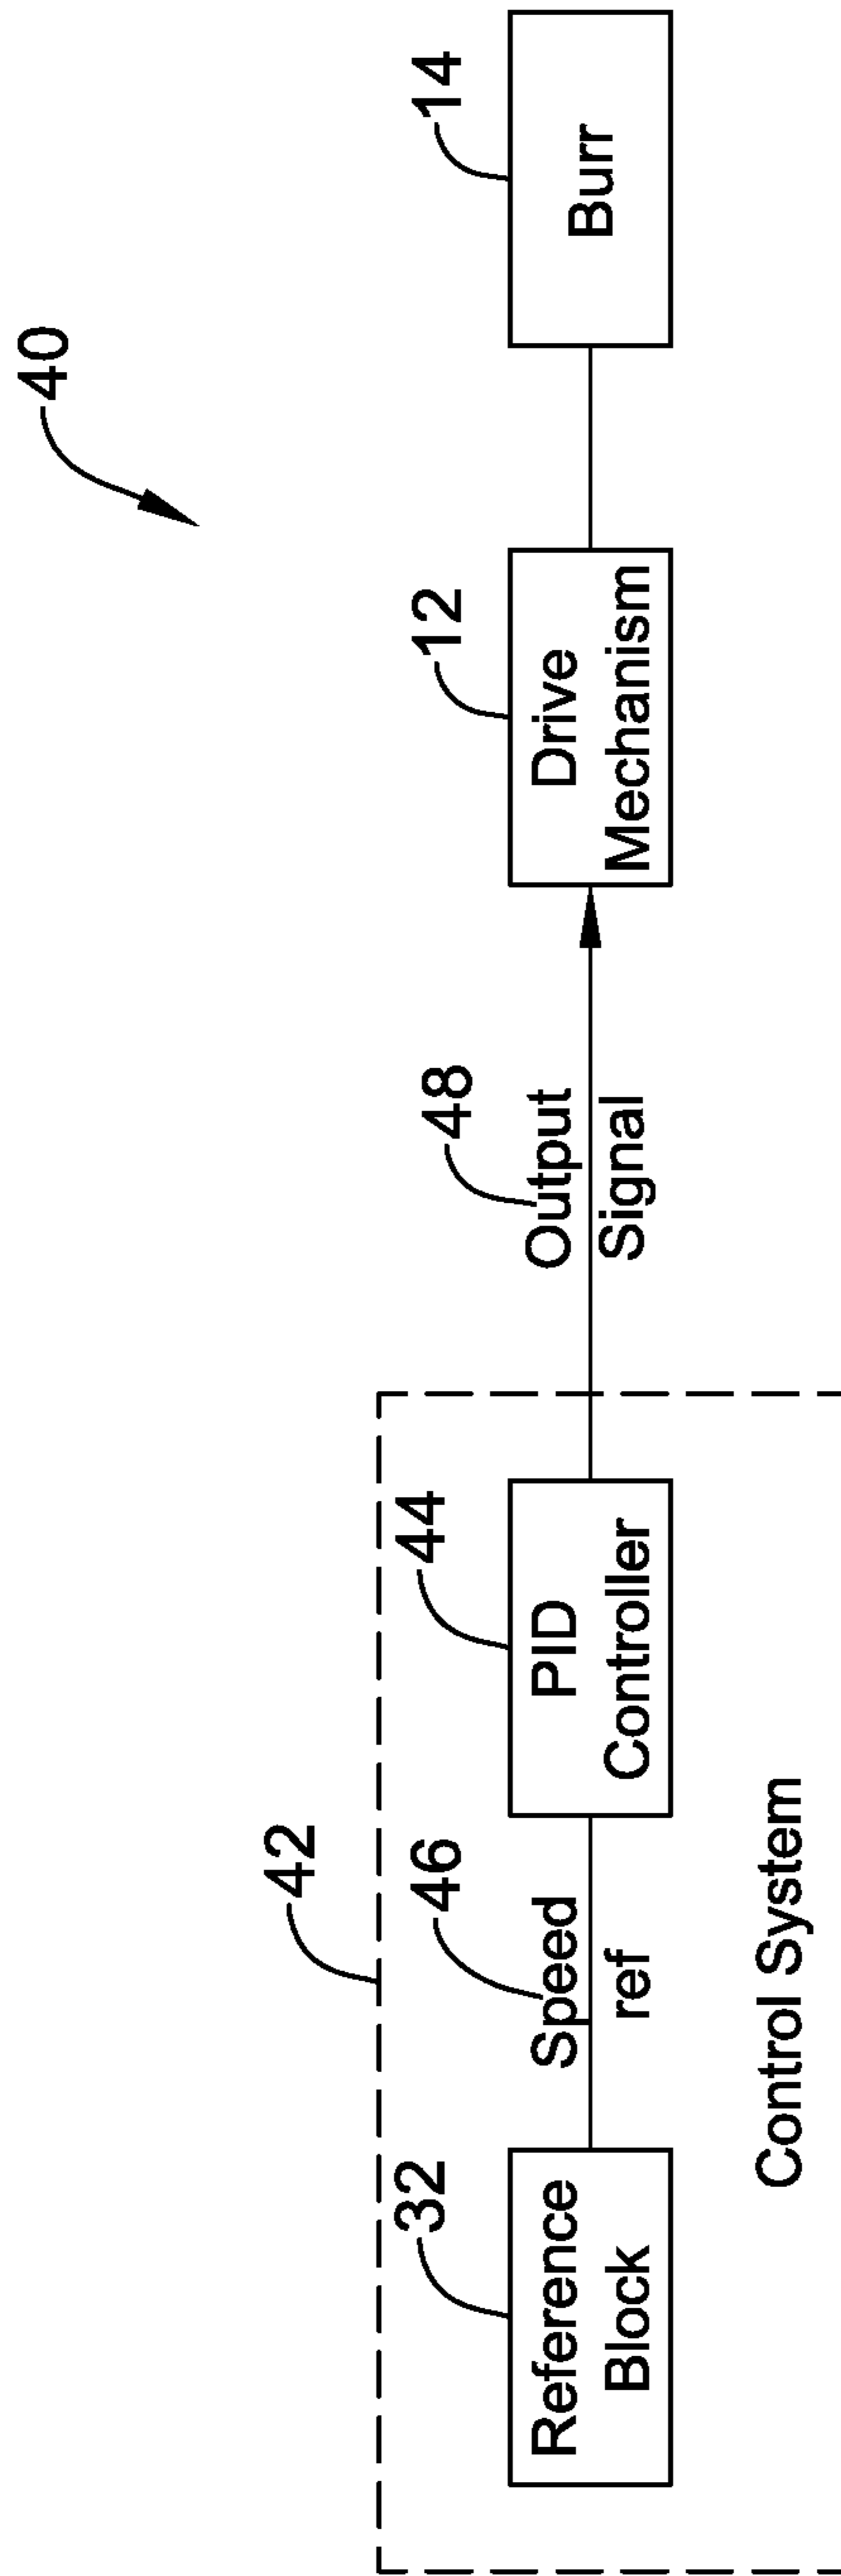 40
42
32
46
44
48
12
14
Reference
Block
Speed
ref
PID
Controller
Output
Signal
Drive
Mechanism
Burr
Control System